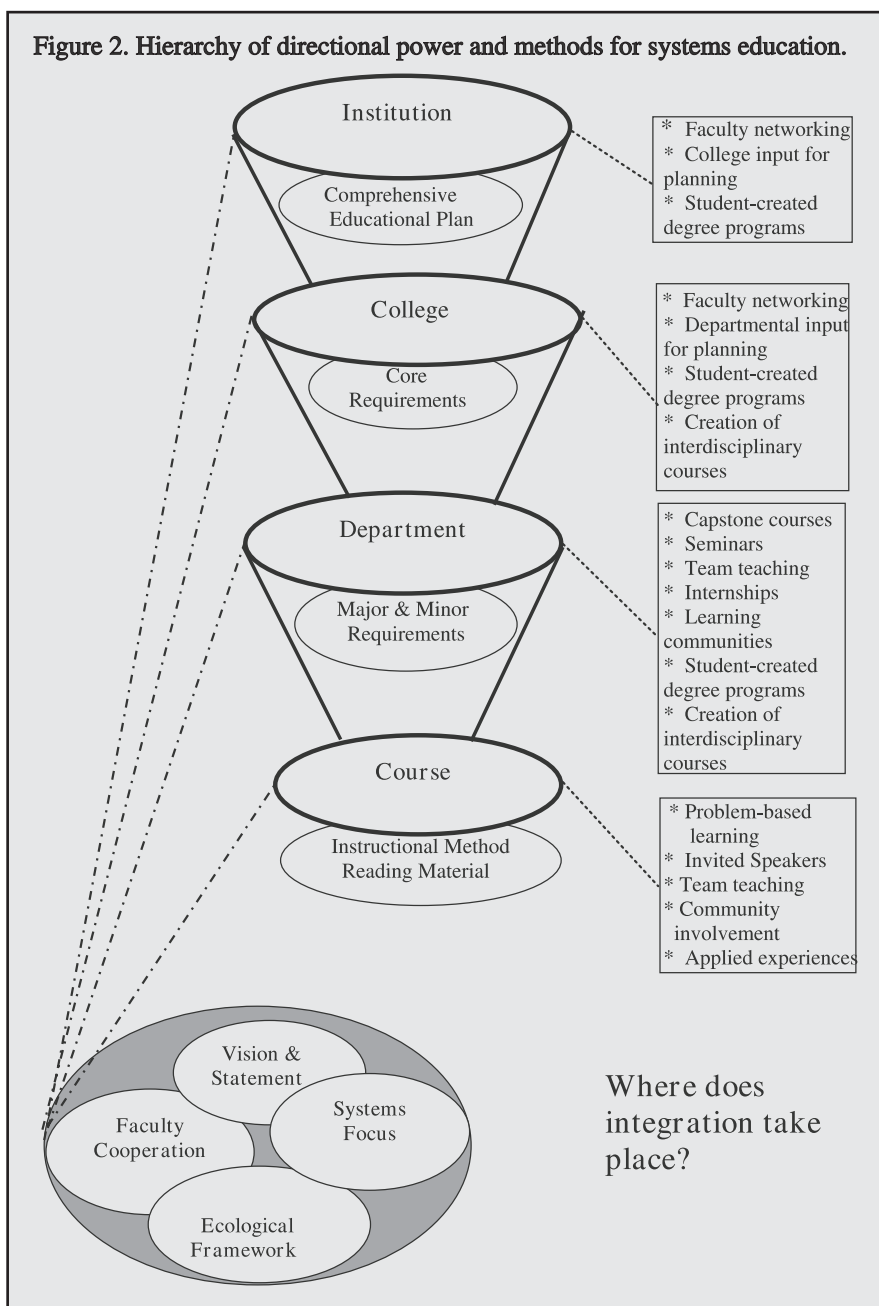 Figure 2. Hierarchy of directional power and methods for systems education.
Institution
Comprehensive
Educational Plan
* Faculty networking
* College input for
planning
* Student-created
degree programs
College
Core
Requirements
* Faculty networking
* Departmental input
for planning
* Student-created
degree programs
* Creation of
interdisciplinary
courses
Department
Major & Minor
Requirements
* Capstone courses
* Seminars
* Team teaching
* Internships
* Learning
communities
* Student-created
degree programs
* Creation of
interdisciplinary
courses
Course
Instructional Method
Reading Material
* Problem-based
learning
* Invited Speakers
* Team teaching
* Community
involvement
* Applied experiences
Vision &
Statement
Faculty
Cooperation
Systems
Focus
Ecological
Framework
Where does
integration take
place?